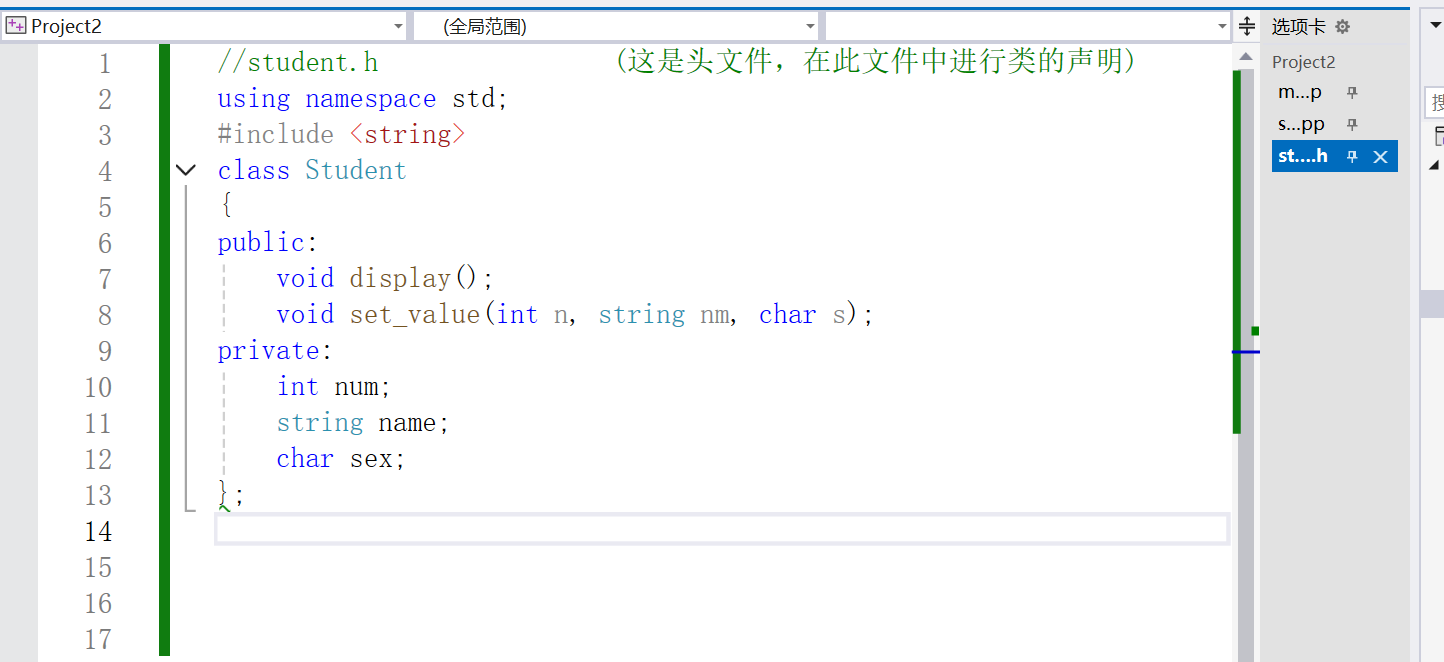 Project2 (全局范围) 选项卡
Project2
m...p
s...pp
st....h
搜
1 //student.h (这是头文件，在此文件中进行类的声明)
2 using namespace std;
3 #include <string>
4 class Student
5 {
6 public:
7 void display();
8 void set_value(int n, string nm, char s);
9 private:
10 int num;
11 string name;
12 char sex;
13 };
14
15
16
17